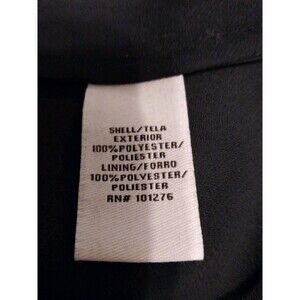 SHELL/TELA
EXTERIOR
100%POLYESTER/
POLIESTER
LINING/FORRO
100%POLYESTER/
POLIESTER
RN# 101276